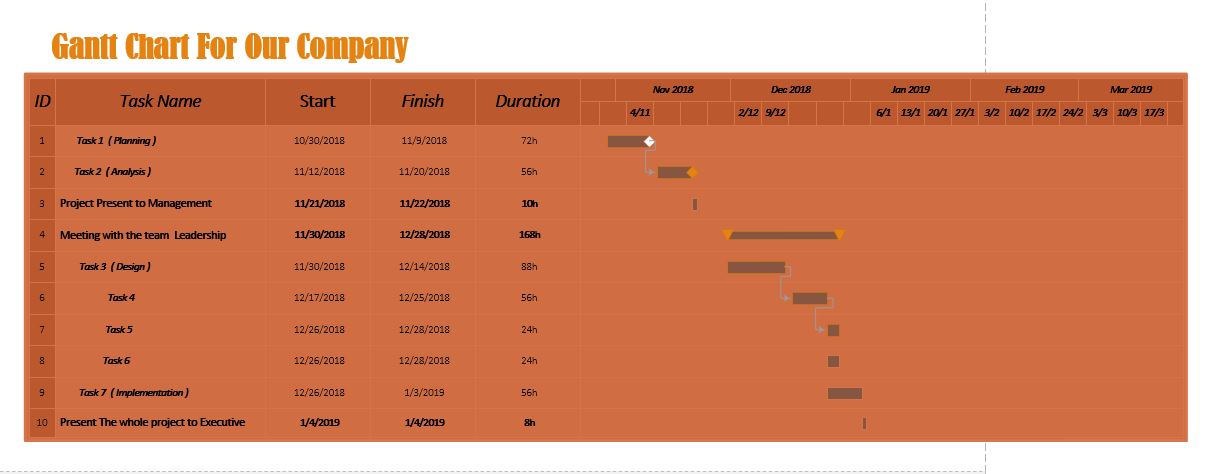 Gantt Chart For Our Company
ID Task Name Start Finish Duration Nov 2018 Dec 2018 Jan 2019 Feb 2019 Mar 2019
4/11 2/12 9/12 6/1 13/1 20/1 27/1 3/2 10/2 17/2 24/2 3/3 10/3 17/3
1 Task 1 ( Planning ) 10/30/2018 11/9/2018 72h
2 Task 2 ( Analysis ) 11/12/2018 11/20/2018 56h
3 Project Present to Management 11/21/2018 11/22/2018 10h
4 Meeting with the team Leadership 11/30/2018 12/28/2018 168h
5 Task 3 ( Design ) 11/30/2018 12/14/2018 88h
6 Task 4 12/17/2018 12/25/2018 56h
7 Task 5 12/26/2018 12/28/2018 24h
8 Task 6 12/26/2018 12/28/2018 24h
9 Task 7 ( Implementation ) 12/26/2018 1/3/2019 56h
10 Present The whole project to Executive 1/4/2019 1/4/2019 8h